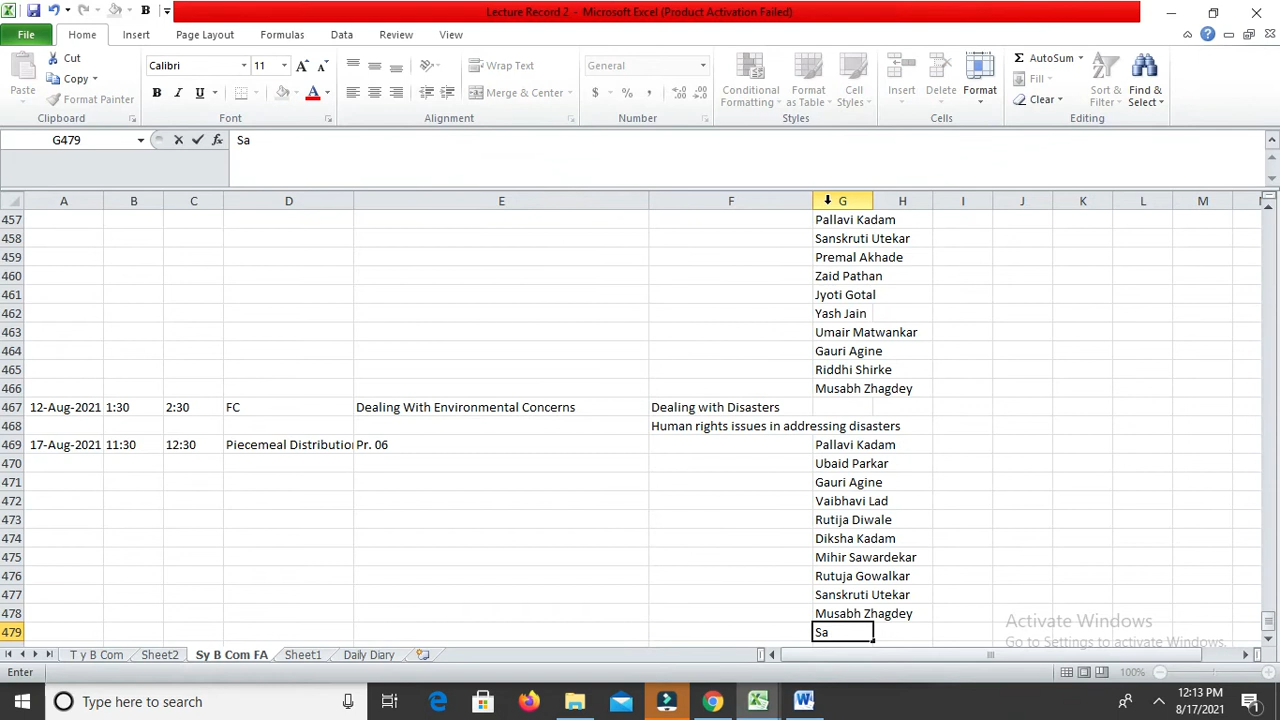 Lecture Record 2 - Microsoft Excel (Product Activation Failed)
File Home Insert Page Layout Formulas Data Review View
Paste Cut Copy Format Painter Clipboard
Calibri 11 B I U A A A Font
Wrap Text Merge & Center Alignment
General $ % , Number
Conditional Formatting Format as Table Cell Styles Styles
Insert Delete Format Cells
AutoSum Fill Clear Sort & Filter Find & Select Editing
G479 fx Sa
A B C D E F G H I J K L M
457 Pallavi Kadam
458 Sanskruti Utekar
459 Premal Akhade
460 Zaid Pathan
461 Jyoti Gotal
462 Yash Jain
463 Umair Matwankar
464 Gauri Agine
465 Riddhi Shirke
466 Musabh Zhagdey
467 12-Aug-2021 1:30 2:30 FC Dealing With Environmental Concerns Dealing with Disasters
468 Human rights issues in addressing disasters
469 17-Aug-2021 11:30 12:30 Piecemeal Distributio Pr. 06 Pallavi Kadam
470 Ubaid Parkar
471 Gauri Agine
472 Vaibhavi Lad
473 Rutija Diwale
474 Diksha Kadam
475 Mihir Sawardekar
476 Rutuja Gowalkar
477 Sanskruti Utekar
478 Musabh Zhagdey
479 Sa
Activate Windows
Go to Settings to activate Windows.
T y B Com Sheet2 Sy B Com FA Sheet1 Daily Diary
Enter 100%
Type here to search
12:13 PM
8/17/2021